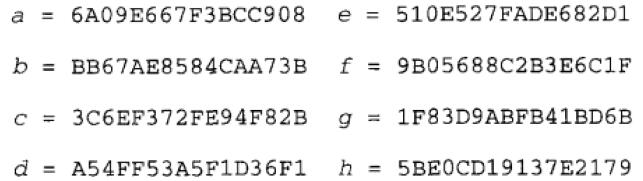 a = 6A09E667F3BCC908 e = 510E527FADE682D1
b = BB67AE8584CAA73B f = 9B05688C2B3E6C1F
c = 3C6EF372FE94F82B g = 1F83D9ABFB41BD6B
d = A54FF53A5F1D36F1 h = 5BE0CD19137E2179